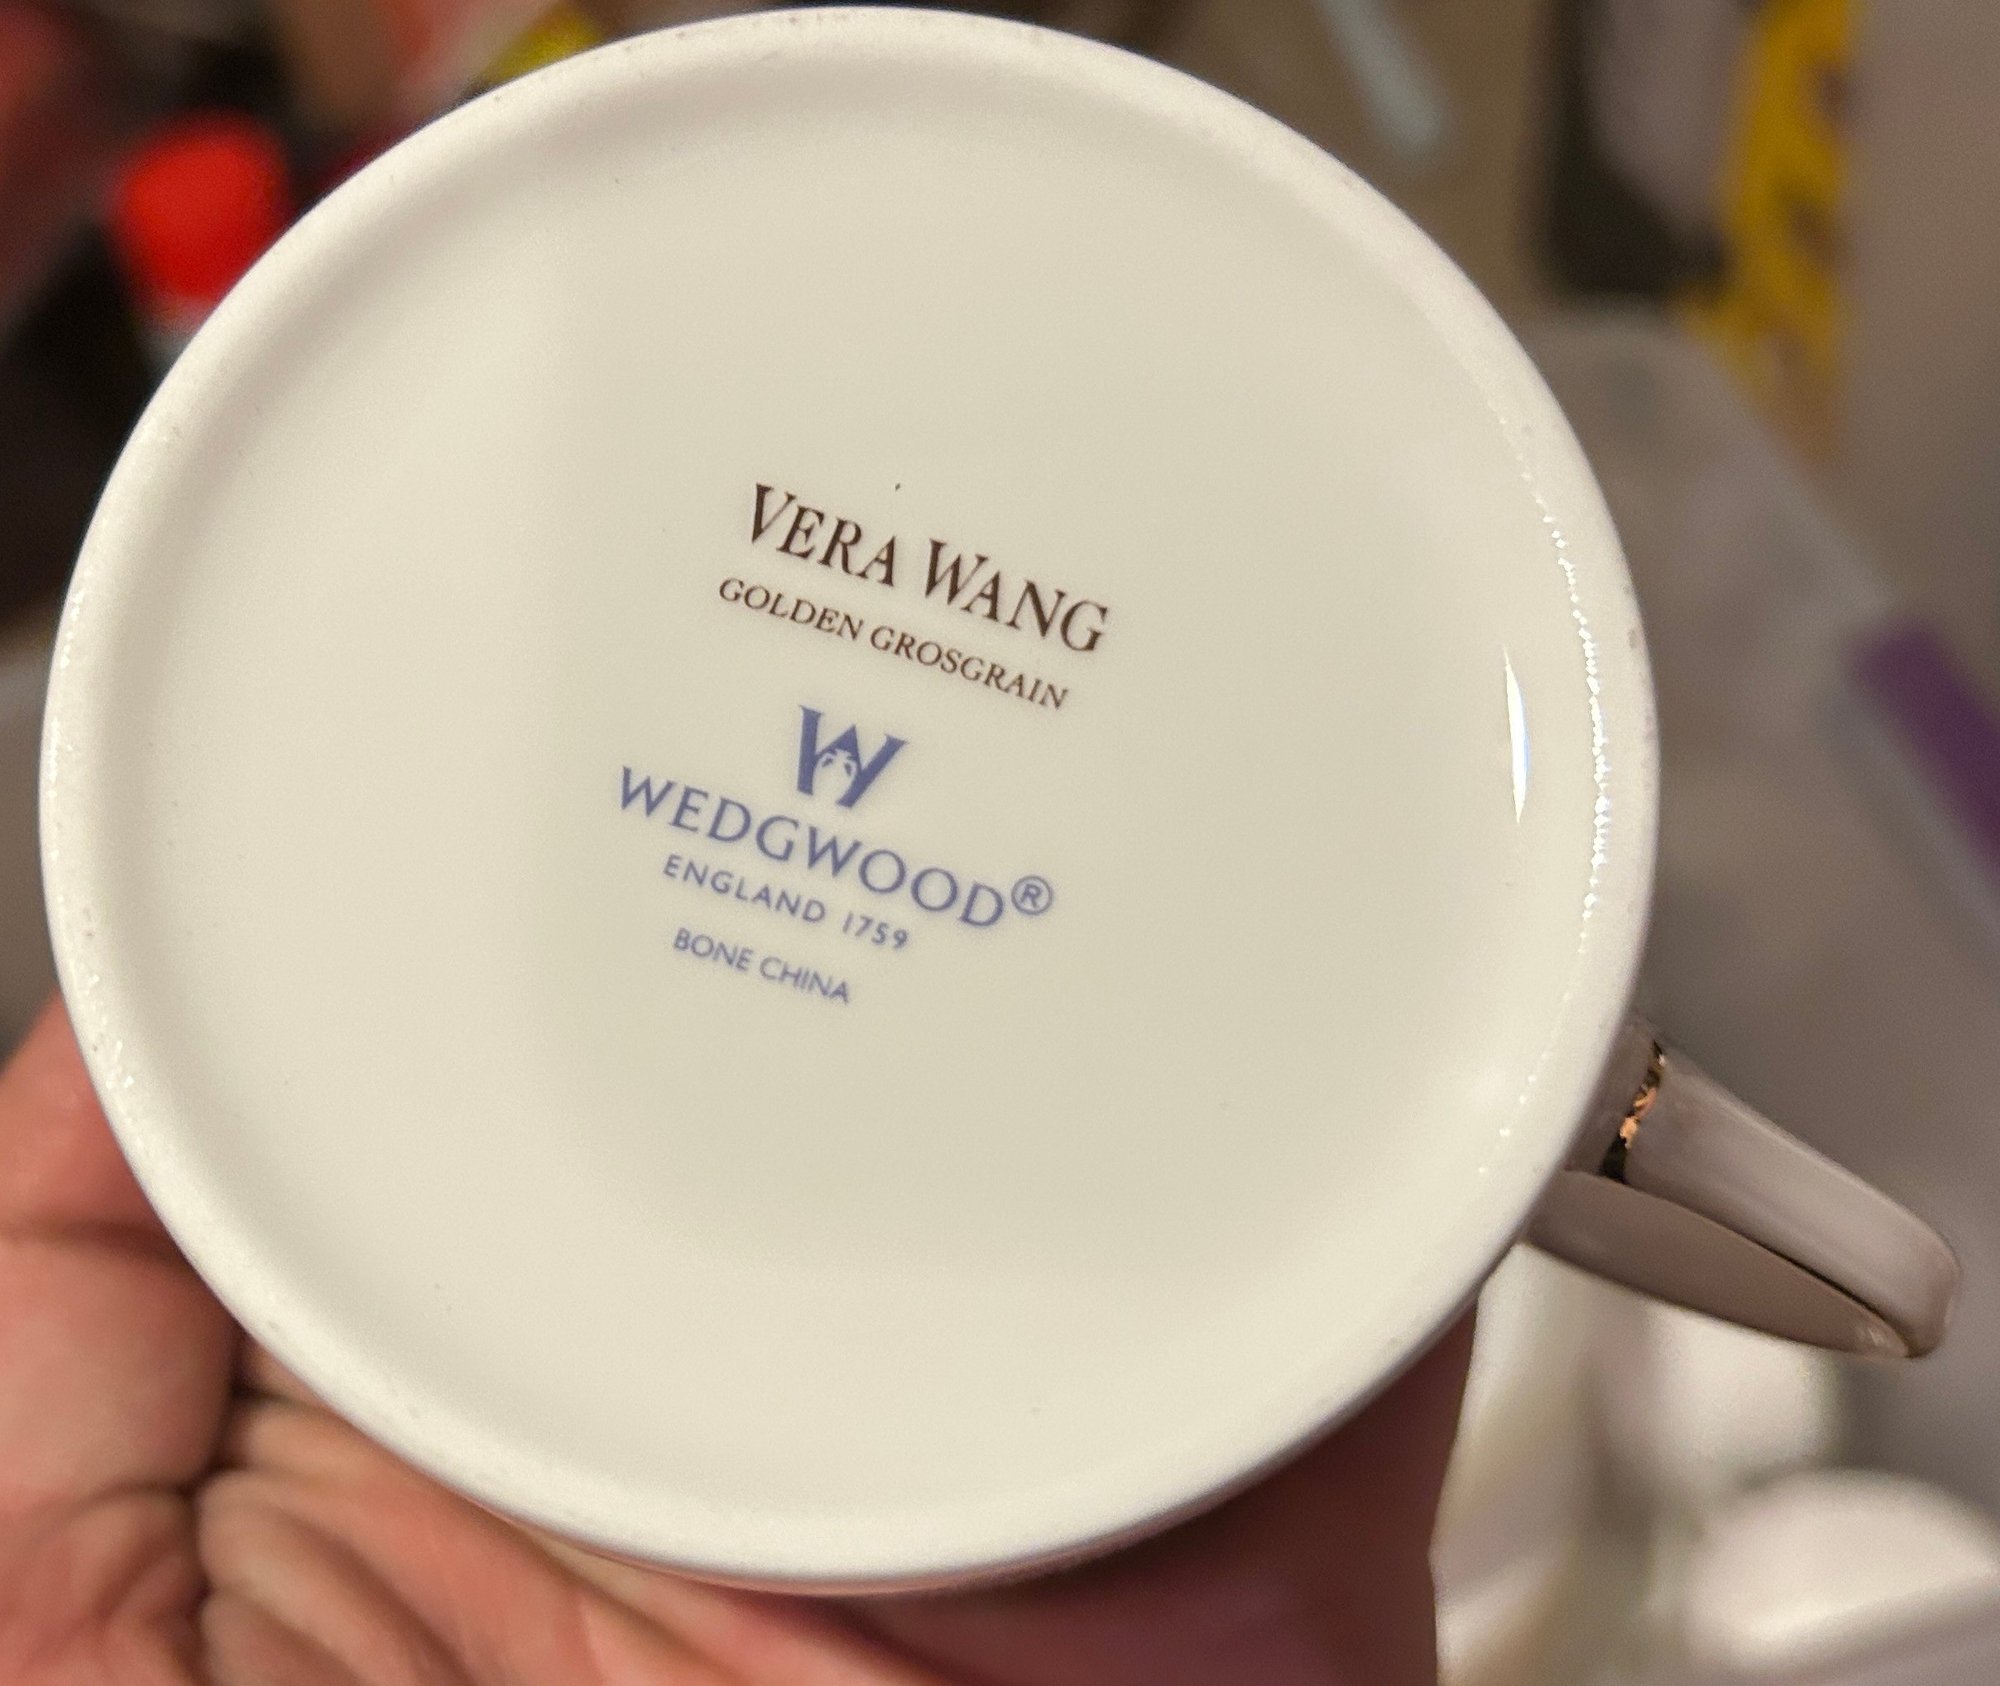 VERA WANG
GOLDEN GROSGRAIN
W
WEDGWOOD®
ENGLAND 1759
BONE CHINA